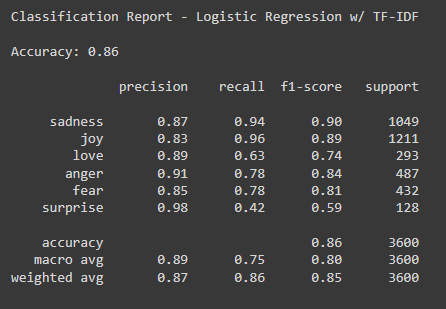 Classification Report - Logistic Regression w/ TF-IDF
Accuracy: 0.86
precision recall f1-score support
sadness 0.87 0.94 0.90 1049
joy 0.83 0.96 0.89 1211
love 0.89 0.63 0.74 293
anger 0.91 0.78 0.84 487
fear 0.85 0.78 0.81 432
surprise 0.98 0.42 0.59 128
accuracy 0.86 3600
macro avg 0.89 0.75 0.80 3600
weighted avg 0.87 0.86 0.85 3600